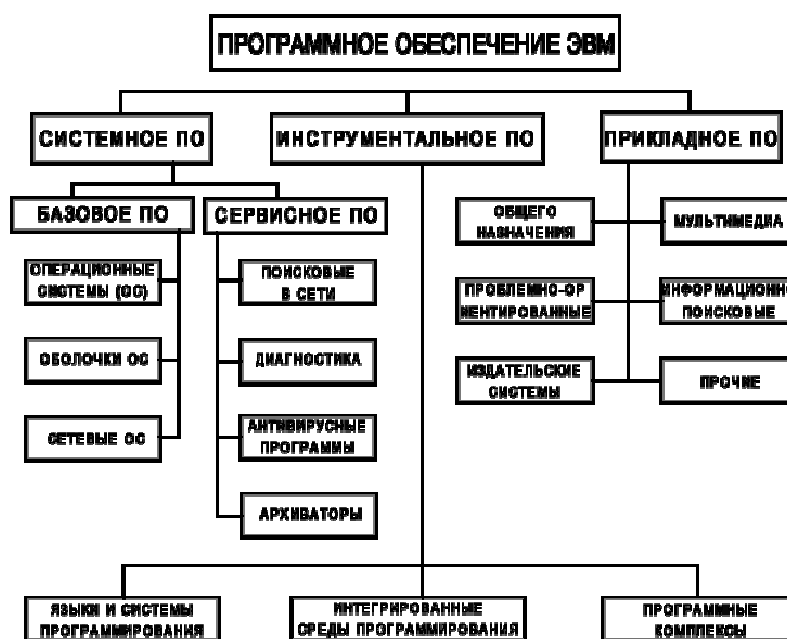 ПРОГРАММНОЕ ОБЕСПЕЧЕНИЕ ЭВМ
СИСТЕМНОЕ ПО
ИНСТРУМЕНТАЛЬНОЕ ПО
ПРИКЛАДНОЕ ПО
БАЗОВОЕ ПО
СЕРВИСНОЕ ПО
ОПЕРАЦИОННЫЕ
СИСТЕМЫ (ОС)
ОБОЛОЧКИ ОС
СЕТЕВЫЕ ОС
ПОИСКОВЫЕ
В СЕТИ
ДИАГНОСТИКА
АНТИВИРУСНЫЕ
ПРОГРАММЫ
АРХИВАТОРЫ
ОБЩЕГО
НАЗНАЧЕНИЯ
МУЛЬТИМЕДИА
ПРОБЛЕМНО-ОР
ИЕНТИРОВАННЫЕ
ИНФОРМАЦИОННО
ПОИСКОВЫЕ
ИЗДАТЕЛЬСКИЕ
СИСТЕМЫ
ПРОЧИЕ
ЯЗЫКИ И СИСТЕМЫ
ПРОГРАММИРОВАНИЯ
ИНТЕГРИРОВАННЫЕ
СРЕДЫ ПРОГРАММИРОВАНИЯ
ПРОГРАММНЫЕ
КОМПЛЕКСЫ